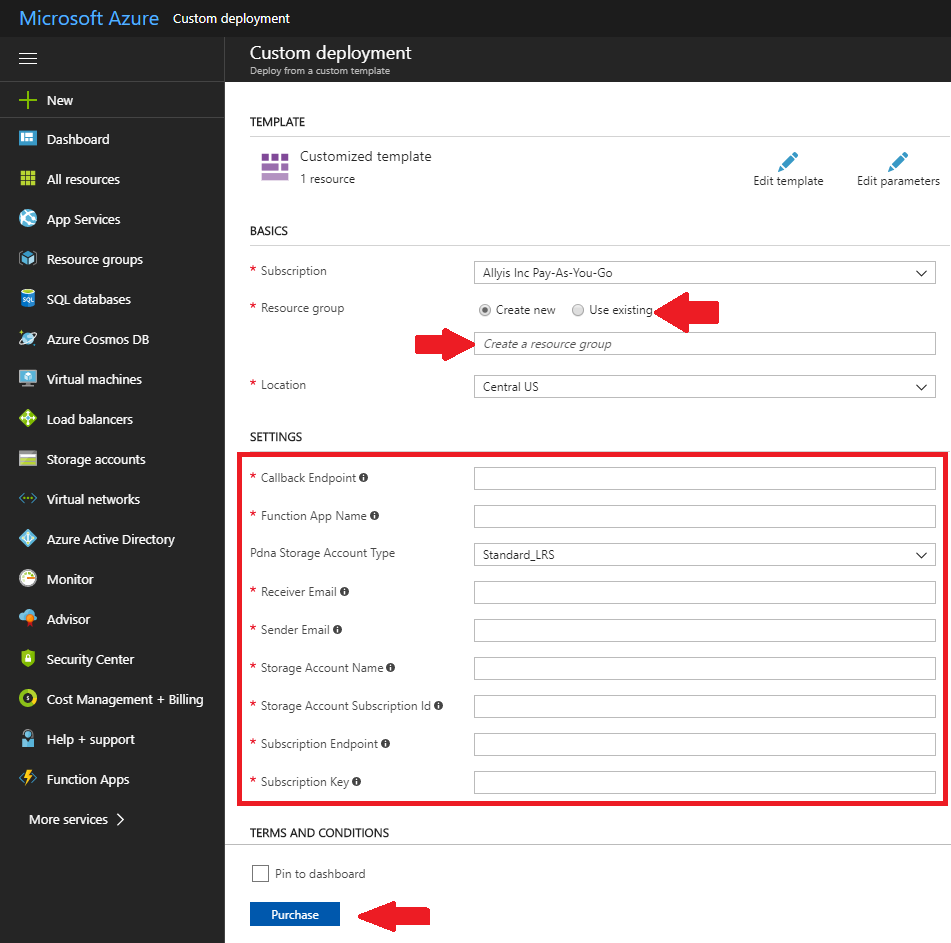 Microsoft Azure Custom deployment
Custom deployment
Deploy from a custom template
New
Dashboard
All resources
App Services
Resource groups
SQL databases
Azure Cosmos DB
Virtual machines
Load balancers
Storage accounts
Virtual networks
Azure Active Directory
Monitor
Advisor
Security Center
Cost Management + Billing
Help + support
Function Apps
More services
TEMPLATE
Customized template
1 resource
Edit template
Edit parameters
BASICS
* Subscription
Allyis Inc Pay-As-You-Go
* Resource group
Create new
Use existing
Create a resource group
* Location
Central US
SETTINGS
* Callback Endpoint
* Function App Name
Pdna Storage Account Type
Standard_LRS
* Receiver Email
* Sender Email
* Storage Account Name
* Storage Account Subscription Id
* Subscription Endpoint
* Subscription Key
TERMS AND CONDITIONS
Pin to dashboard
Purchase